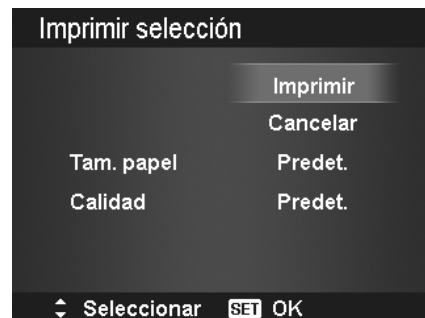 Imprimir selección
Imprimir
Cancelar
Tam. papel Predet.
Calidad Predet.
Seleccionar SET OK